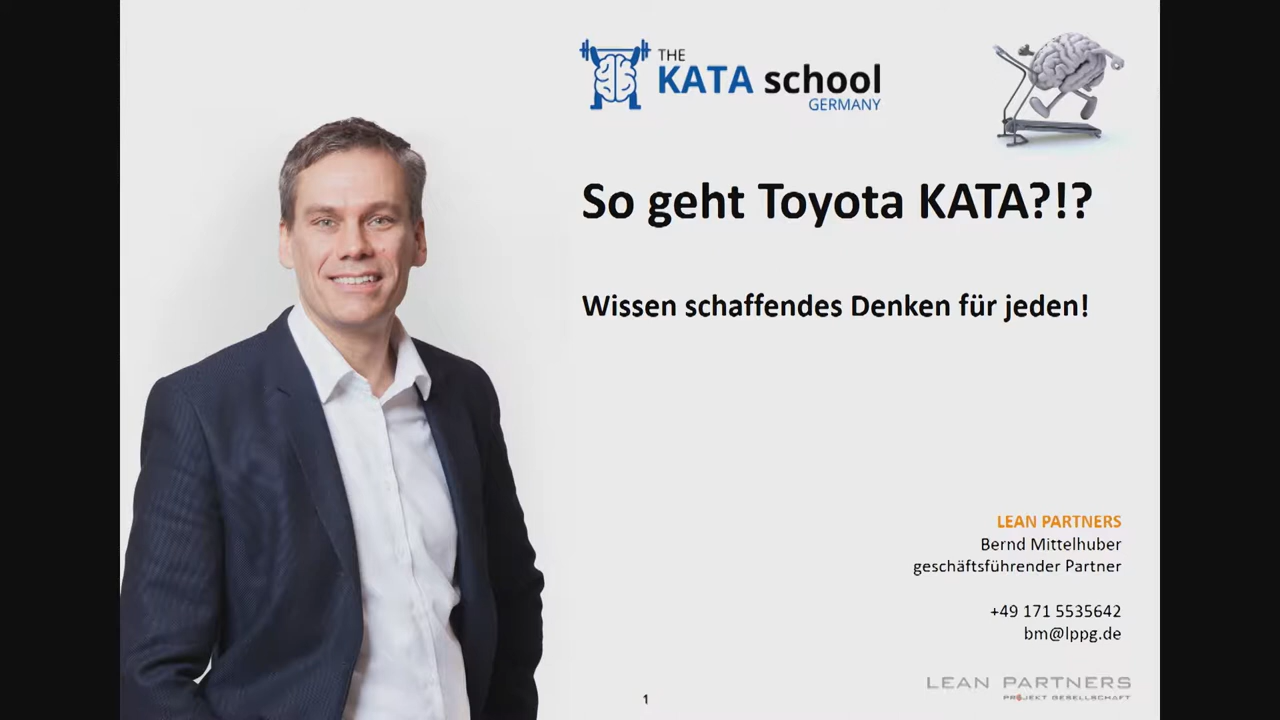 THE
KATA school
GERMANY
So geht Toyota KATA?!?
Wissen schaffendes Denken für jeden!
LEAN PARTNERS
Bernd Mittelhuber
geschäftsführender Partner
+49 171 5535642
bm@lppg.de
LEAN PARTNERS
PROJEKT GESELLSCHAFT
1